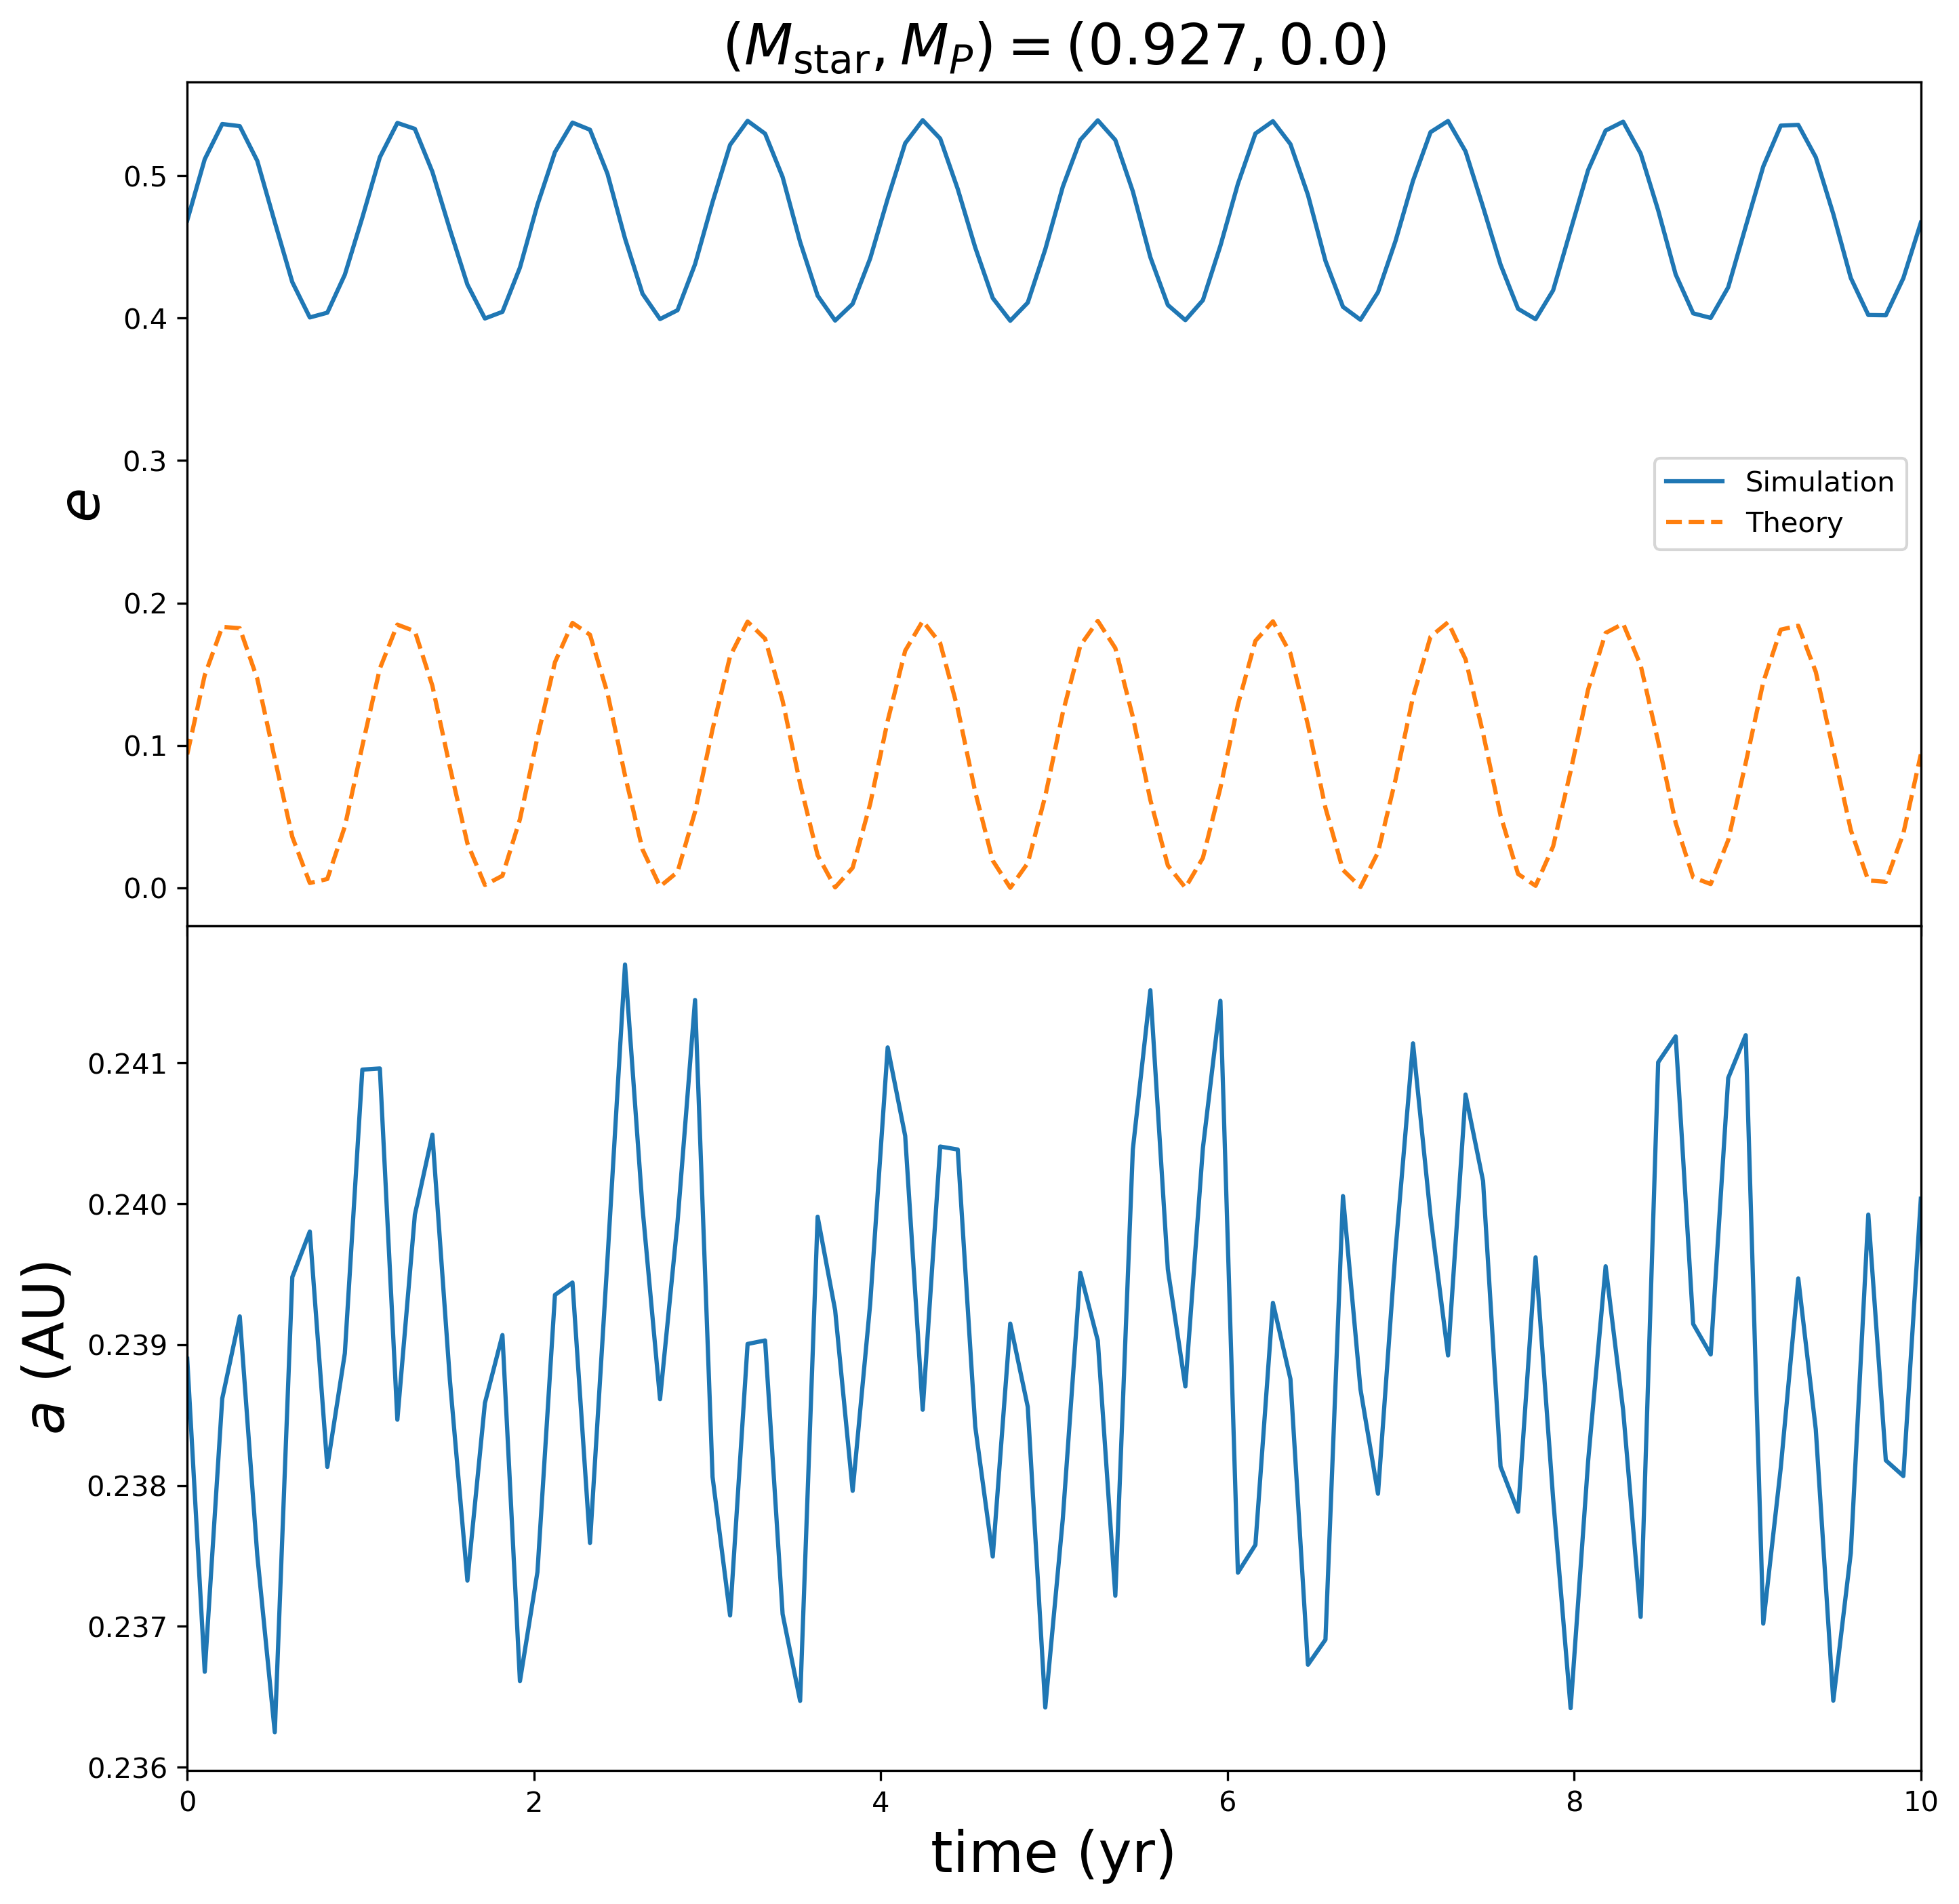 (M_star, M_P) = (0.927, 0.0)
0.5
0.4
0.3
0.2
0.1
0.0
e
Simulation
Theory
0.241
0.240
0.239
0.238
0.237
0.236
a (AU)
0 2 4 6 8 10
time (yr)